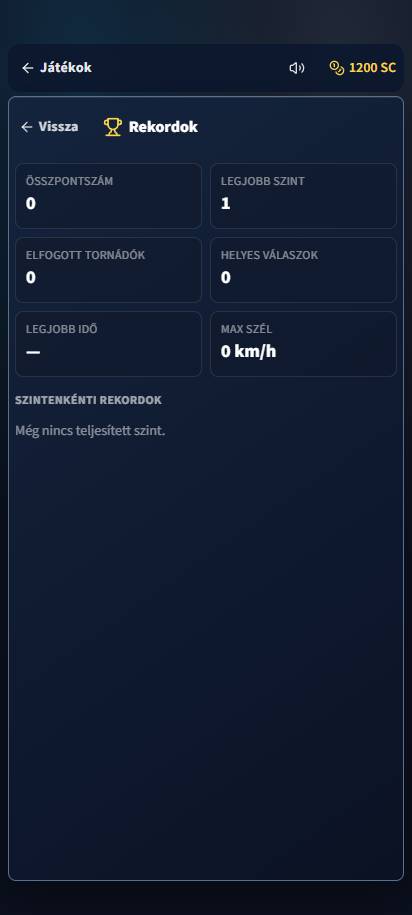 Játékok
1200 SC
Vissza
Rekordok
ÖSSZPONTSZÁM
0
LEGJOBB SZINT
1
ELFOGOTT TORNÁDÓK
0
HELYES VÁLASZOK
0
LEGJOBB IDŐ
—
MAX SZÉL
0 km/h
SZINTENKÉNTI REKORDOK
Még nincs teljesített szint.